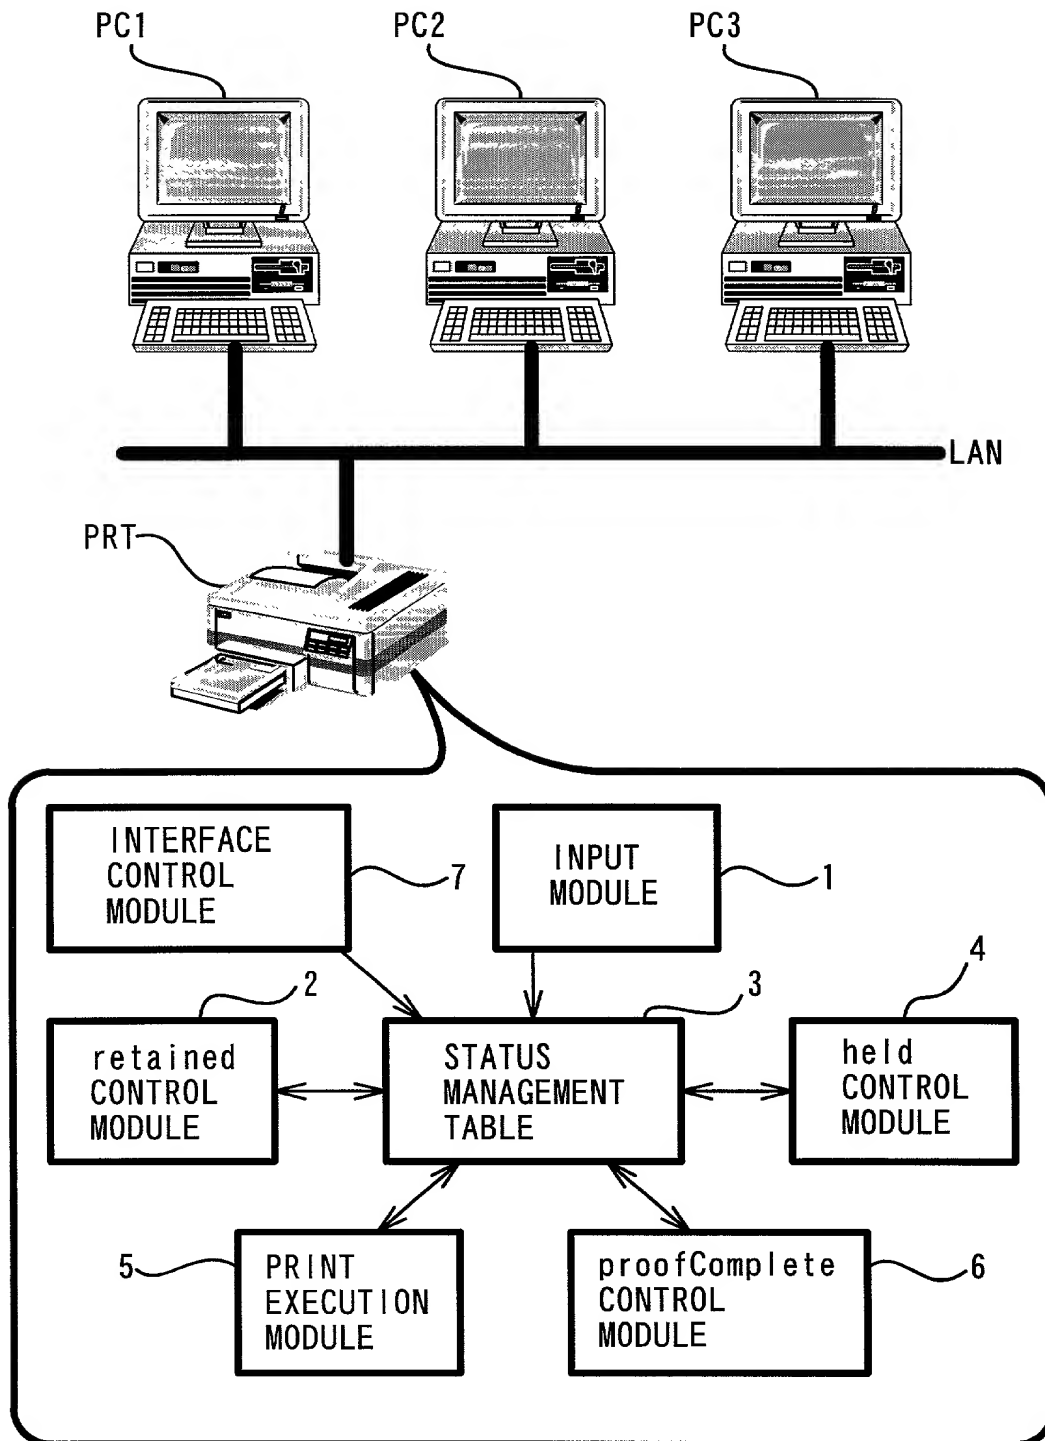 PC1
PC2
PC3
LAN
PRT
INTERFACE
CONTROL
MODULE
7
INPUT
MODULE
1
2
3
4
retained
CONTROL
MODULE
STATUS
MANAGEMENT
TABLE
held
CONTROL
MODULE
5
PRINT
EXECUTION
MODULE
proofComplete
CONTROL
MODULE
6